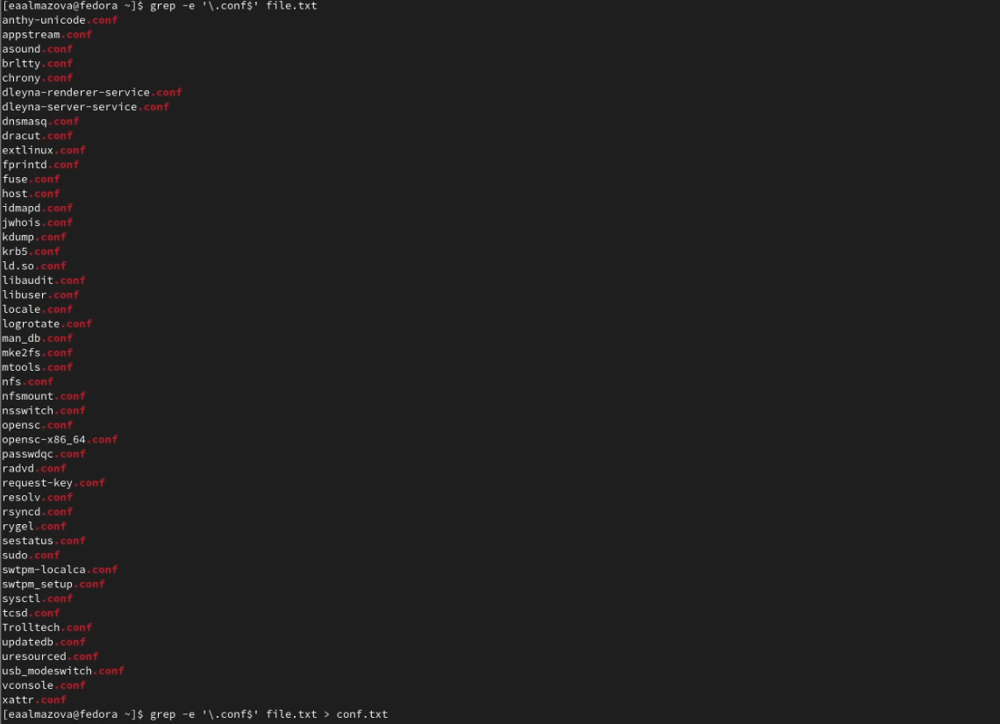 [eaalmazova@fedora ~]$ grep -e '\.conf$' file.txt
anthy-unicode.conf
appstream.conf
asound.conf
brltty.conf
chrony.conf
dleyna-renderer-service.conf
dleyna-server-service.conf
dnsmasq.conf
dracut.conf
extlinux.conf
fprintd.conf
fuse.conf
host.conf
idmapd.conf
jwhois.conf
kdump.conf
krb5.conf
ld.so.conf
libaudit.conf
libuser.conf
locale.conf
logrotate.conf
man_db.conf
mke2fs.conf
mtools.conf
nfs.conf
nfsmount.conf
nsswitch.conf
opensc.conf
opensc-x86_64.conf
passwdqc.conf
radvd.conf
request-key.conf
resolv.conf
rsyncd.conf
rygel.conf
sestatus.conf
sudo.conf
swtpm-localca.conf
swtpm_setup.conf
sysctl.conf
tcsd.conf
Trolltech.conf
updatedb.conf
uresourced.conf
usb_modeswitch.conf
vconsole.conf
xattr.conf
[eaalmazova@fedora ~]$ grep -e '\.conf$' file.txt > conf.txt